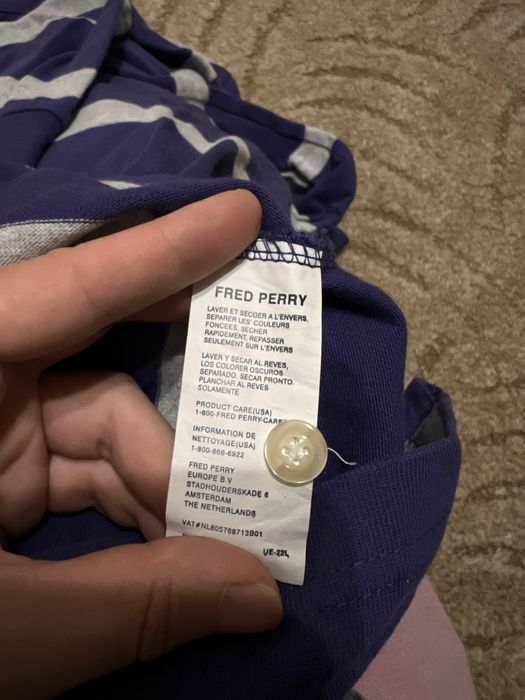 FRED PERRY
LAVER ET SECGER A L'ENVERS,
SEPARER LES' COULEURS
FONCEES, SECHER
RAPIDEMENT, REPASSER
SEULEMENT SUR L'ENVERS
LAVER Y SECAR AL REVES,
LOS COLORER OSCUROS
SEPARADO, SECAR PRONTO.
PLANCHAR AL REVES
SOLAMENTE
PRODUCT CARE(USA)
1-800-FRED PERRY-CARE
INFORMATION DE
NETTOYAGE(USA)
1-800-866-6922
FRED PERRY
EUROPE B V
STADHOUDERSKADE 6
AMSTERDAM
THE NETHERLANDS
VAT#NL805768713B01
UE-22L